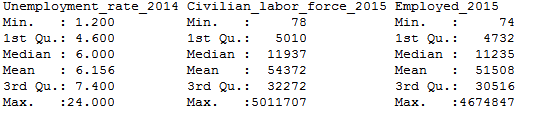 Unemployment_rate_2014 Civilian_labor_force_2015 Employed_2015
Min.   : 1.200         Min.   :     78           Min.   :     74
1st Qu.: 4.600         1st Qu.:   5010           1st Qu.:   4732
Median : 6.000         Median :  11937           Median :  11235
Mean   : 6.156         Mean   :  54372           Mean   :  51508
3rd Qu.: 7.400         3rd Qu.:  32272           3rd Qu.:  30516
Max.   :24.000         Max.   :5011707           Max.   :4674847